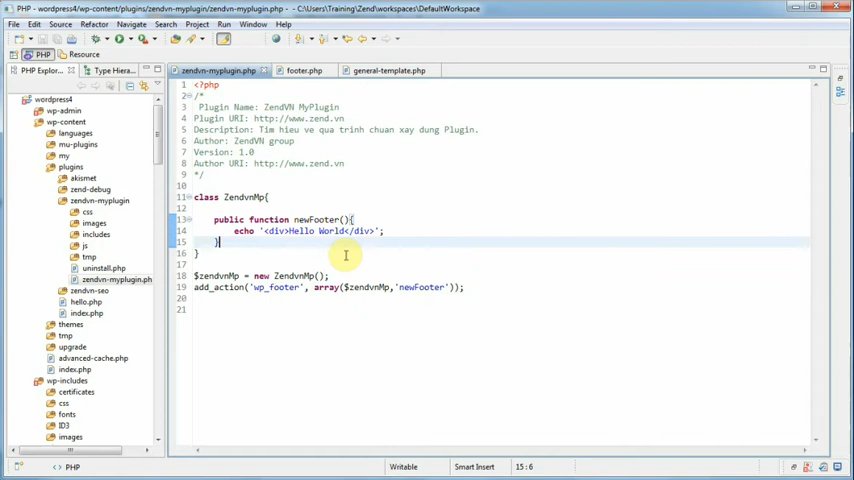 PHP - wordpress4/wp-content/plugins/zendvn-myplugin/zendvn-myplugin.php - C:\Users\Training\Zend\workspaces\DefaultWorkspace
File Edit Source Refactor Navigate Search Project Run Window Help
PHP Resource
PHP Explor... Type Hiera...
zendvn-myplugin.php footer.php general-template.php
wordpress4
wp-admin
wp-content
languages
mu-plugins
my
plugins
akismet
zend-debug
zendvn-myplugin
css
images
includes
js
tmp
uninstall.php
zendvn-myplugin.ph
zendvn-seo
hello.php
index.php
themes
tmp
upgrade
advanced-cache.php
index.php
wp-includes
certificates
css
fonts
ID3
images
1 <?php
2 /*
3 Plugin Name: ZendVN MyPlugin
4 Plugin URI: http://www.zend.vn
5 Description: Tim hieu ve qua trinh chuan xay dung Plugin.
6 Author: ZendVN group
7 Version: 1.0
8 Author URI: http://www.zend.vn
9 */
10
11 class ZendvnMp{
12
13 public function newFooter(){
14 echo '<div>Hello World</div>';
15 }
16 }
17
18 $zendvnMp = new ZendvnMp();
19 add_action('wp_footer', array($zendvnMp,'newFooter'));
20
21
PHP Writable Smart Insert 15:6